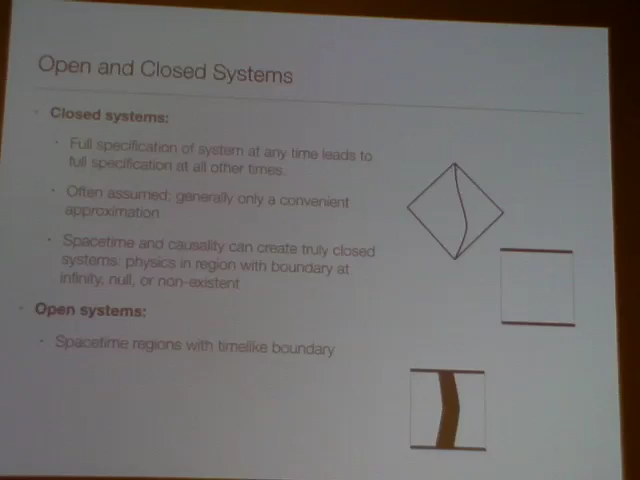 Open and Closed Systems
Closed systems:
Full specification of system at any time leads to
full specification at all other times.
Often assumed; generally only a convenient
approximation
Spacetime and causality can create truly closed
systems: physics in region with boundary at
infinity, null, or non-existent
Open systems:
Spacetime regions with timelike boundary